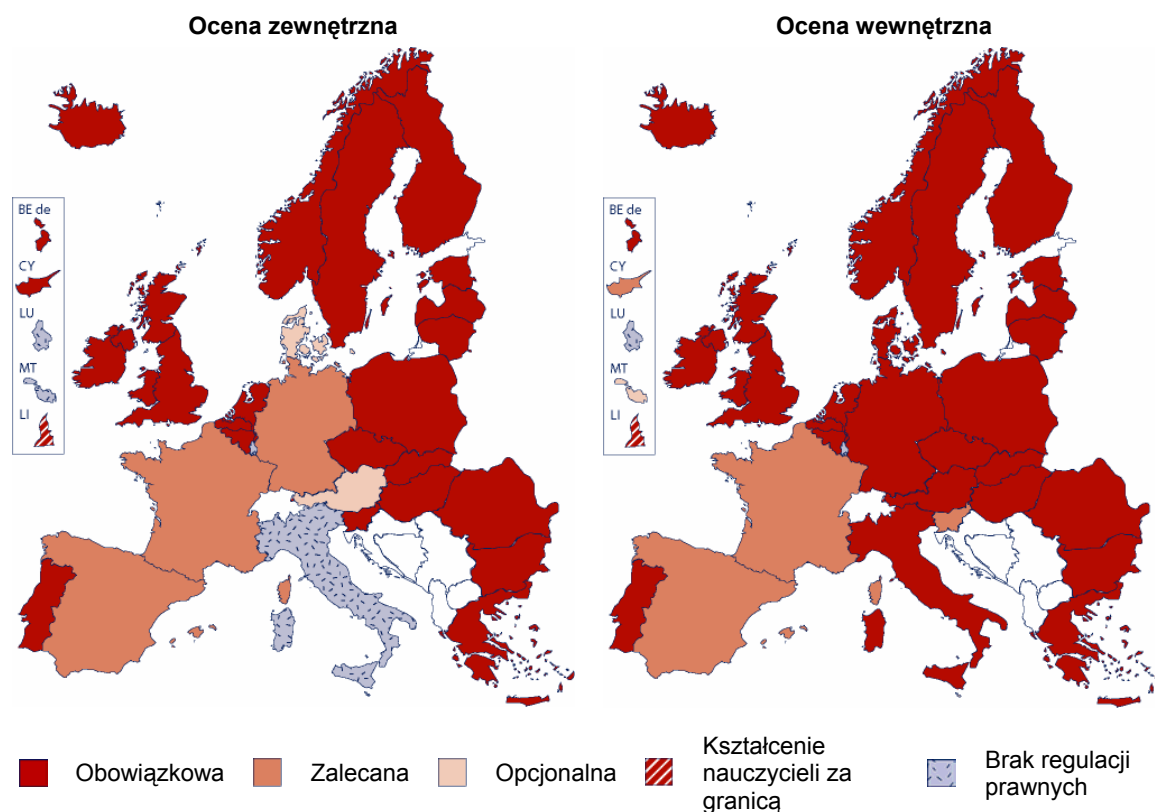 Ocena zewnętrzna
Ocena wewnętrzna
BE de
CY
LU
MT
LI
BE de
CY
LU
MT
LI
Obowiązkowa
Zalecana
Opcjonalna
Kształcenie
nauczycieli za
granicą
Brak regulacji
prawnych